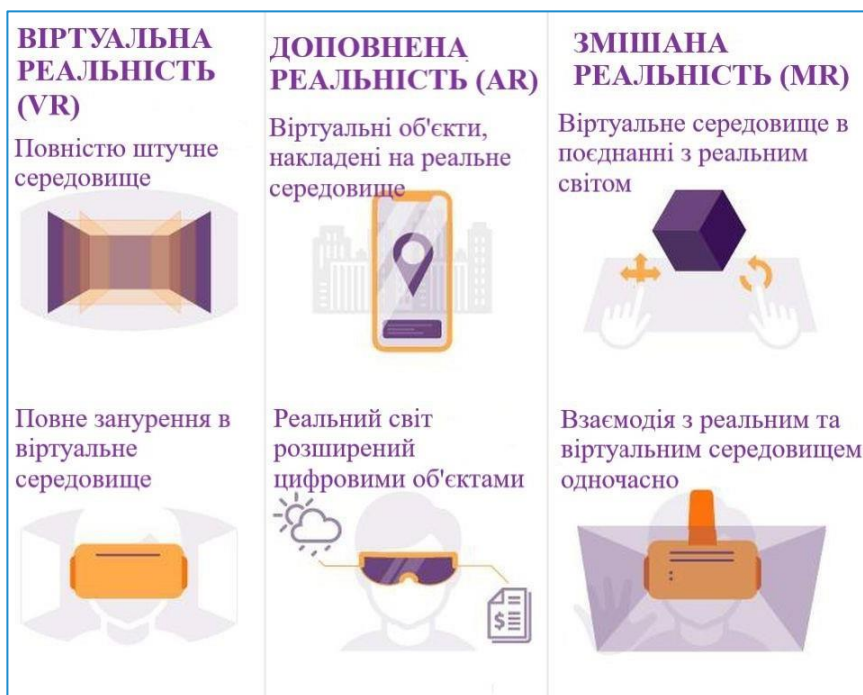 ВІРТУАЛЬНА
РЕАЛЬНІСТЬ
(VR)
Повністю штучне
середовище
Повне занурення в
віртуальне
середовище
ДОПОВНЕНА
РЕАЛЬНІСТЬ (AR)
Віртуальні об'єкти,
накладені на реальне
середовище
Реальний світ
розширений
цифровими об'єктами
$
ЗМІШАНА
РЕАЛЬНІСТЬ (MR)
Віртуальне середовище в
поєднанні з реальним
світом
Взаємодія з реальним та
віртуальним середовищем
одночасно